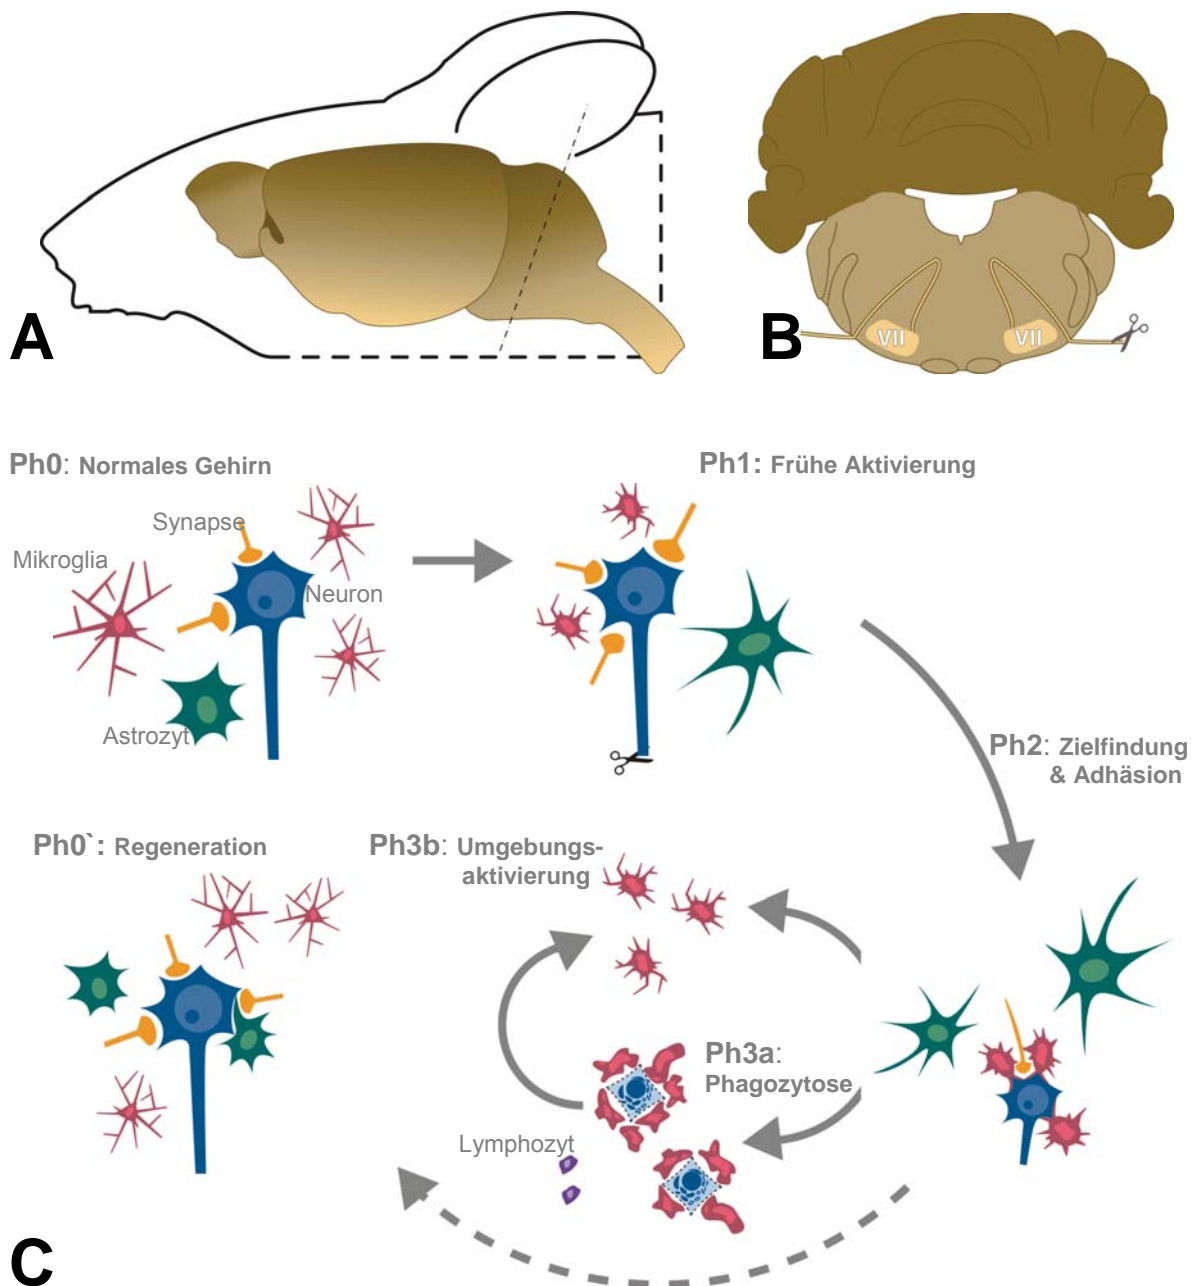 A
B
VII
VII
Ph0: Normales Gehirn
Ph1: Frühe Aktivierung
Synapse
Mikroglia
Neuron
Astrozyt
Ph2: Zielfindung
& Adhäsion
Ph0`: Regeneration
Ph3b: Umgebungs-
aktivierung
Ph3a:
Phagozytose
Lymphozyt
C